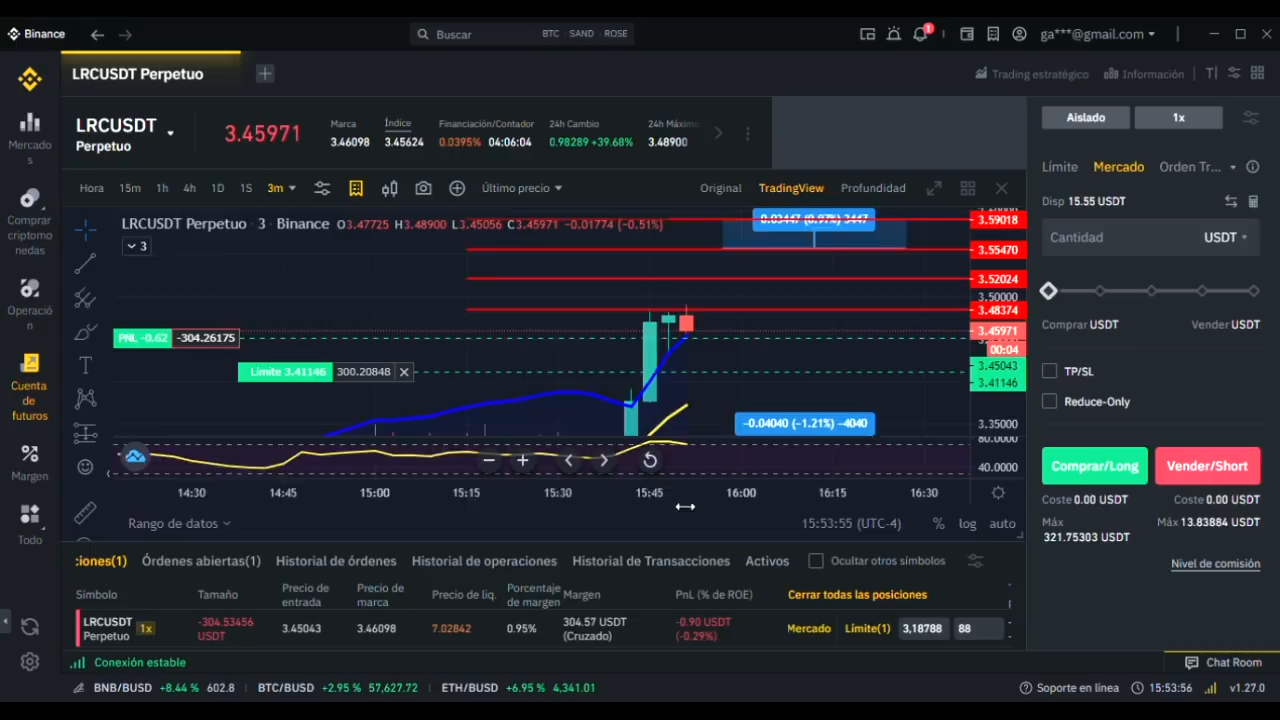 Binance
Buscar BTC SAND ROSE
1
ga***@gmail.com
LRCUSDT Perpetuo
Trading estratégico Información
LRCUSDT
Perpetuo
3.45971
Marca
3.46098
Índice
3.45624
Financiación/Contador
0.0395% 04:06:04
24h Cambio
0.98289 +39.68%
24h Máximo
3.48900
Mercado
s
Comprar
criptomo
nedas
Operació
n
Cuenta
de
futuros
Margen
Todo
Hora 15m 1h 4h 1D 1S 3m Último precio Original TradingView Profundidad
LRCUSDT Perpetuo · 3 · Binance O3.47725 H3.48900 L3.45056 C3.45971 −0.01774 (−0.51%)
3
0.03447 (0.97%) 3447
3.59018
3.55470
3.52024
3.50000
3.48374
3.45971
00:04
3.45043
3.41146
3.35000
80.0000
40.0000
PNL -0.62 -304.26175
Límite 3.41146 300.20848
−0.04040 (−1.21%) −4040
14:30 14:45 15:00 15:15 15:30 15:45 16:00 16:15 16:30
Rango de datos 15:53:55 (UTC-4) % log auto
Aislado 1x
Límite Mercado Orden Tr...
Disp 15.55 USDT
Cantidad USDT
Comprar USDT Vender USDT
TP/SL
Reduce-Only
Comprar/Long Vender/Short
Coste 0.00 USDT Coste 0.00 USDT
Máx
321.75303 USDT
Máx 13.83884 USDT
Nivel de comisión
ciones(1) Órdenes abiertas(1) Historial de órdenes Historial de operaciones Historial de Transacciones Activos Ocultar otros símbolos
Símbolo
Tamaño
Precio de
entrada
Precio de
marca
Precio de liq.
Porcentaje
de margen
Margen
PnL (% de ROE)
Cerrar todas las posiciones
LRCUSDT
Perpetuo
1x
-304.53456
USDT
3.45043
3.46098
7.02842
0.95%
304.57 USDT
(Cruzado)
-0.90 USDT
(-0.29%)
Mercado Límite(1) 3,18788 88
Conexión estable
Chat Room
BNB/BUSD +8.44 % 602.8 BTC/BUSD +2.95 % 57,627.72 ETH/BUSD +6.95 % 4,341.01
Soporte en línea 15:53:56 v1.27.0